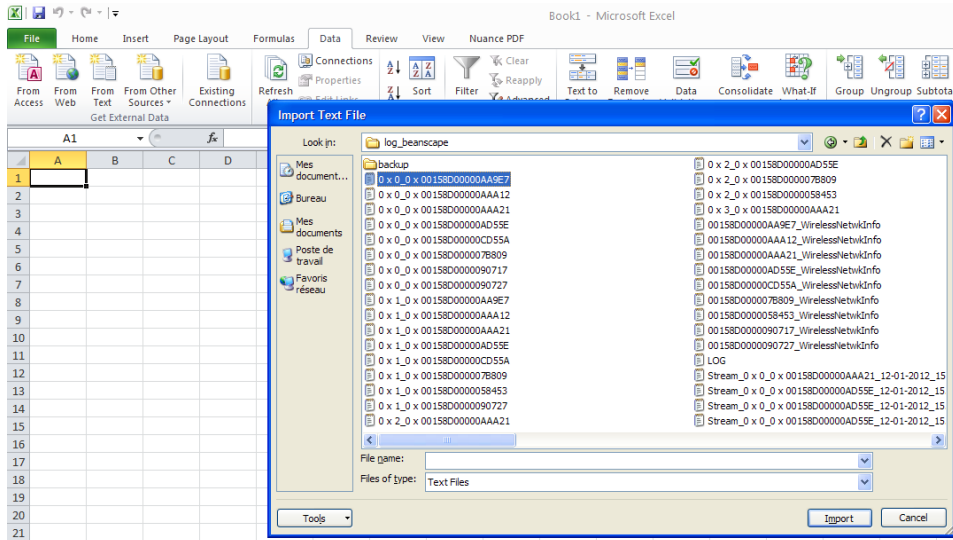 Book1 - Microsoft Excel
File Home Insert Page Layout Formulas Data Review View Nuance PDF
Connections
Properties
Edit Links
Clear
Reapply
Advanced
From Access
From Web
From Text
From Other Sources
Existing Connections
Refresh
Sort
Filter
Text to
Remove
Data
Consolidate
What-If
Group
Ungroup
Get External Data
A1
fx
A B C D
1
2
3
4
5
6
7
8
9
10
11
12
13
14
15
16
17
18
19
20
21
Import Text File
Look in: log_beanscape
Mes document...
Bureau
Mes documents
Poste de travail
Favoris réseau
backup
0 x 0_0 x 00158D00000AA9E7
0 x 0_0 x 00158D00000AAA12
0 x 0_0 x 00158D00000AAA21
0 x 0_0 x 00158D00000AD55E
0 x 0_0 x 00158D00000CD55A
0 x 0_0 x 00158D000007B809
0 x 0_0 x 00158D0000090717
0 x 0_0 x 00158D0000090727
0 x 1_0 x 00158D00000AA9E7
0 x 1_0 x 00158D00000AAA12
0 x 1_0 x 00158D00000AAA21
0 x 1_0 x 00158D00000AD55E
0 x 1_0 x 00158D00000CD55A
0 x 1_0 x 00158D000007B809
0 x 1_0 x 00158D0000058453
0 x 1_0 x 00158D0000090727
0 x 2_0 x 00158D00000AAA21
0 x 2_0 x 00158D00000AD55E
0 x 2_0 x 00158D000007B809
0 x 2_0 x 00158D0000058453
0 x 3_0 x 00158D00000AAA21
00158D00000AA9E7_WirelessNetwkInfo
00158D00000AAA12_WirelessNetwkInfo
00158D00000AAA21_WirelessNetwkInfo
00158D00000AD55E_WirelessNetwkInfo
00158D00000CD55A_WirelessNetwkInfo
00158D000007B809_WirelessNetwkInfo
00158D0000058453_WirelessNetwkInfo
00158D0000090717_WirelessNetwkInfo
00158D0000090727_WirelessNetwkInfo
LOG
Stream_0 x 0_0 x 00158D00000AAA21_12-01-2012_15
Stream_0 x 0_0 x 00158D00000AD55E_12-01-2012_15
Stream_0 x 0_0 x 00158D00000AD55E_12-01-2012_15
Stream_0 x 0_0 x 00158D00000AD55E_12-01-2012_15
File name:
Files of type: Text Files
Tools Import Cancel